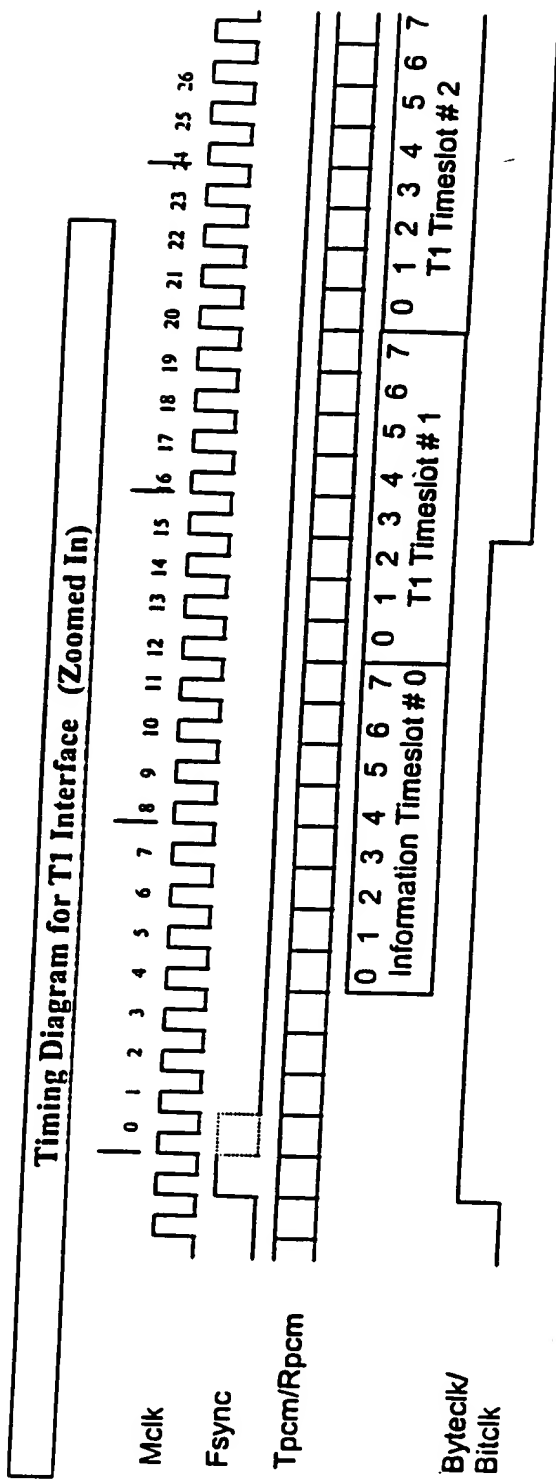 Timing Diagram for T1 Interface (Zoomed In)
0 1 2 3 4 5 6 7 8 9 10 11 12 13 14 15 16 17 18 19 20 21 22 23 24 25 26
Mclk
Fsync
Tpcm/Rpcm
0 1 2 3 4 5 6 7 0 1 2 3 4 5 6 7 0 1 2 3 4 5 6 7
Information Timeslot # 0 T1 Timeslot # 1 T1 Timeslot # 2
Byteclk/
Bitclk